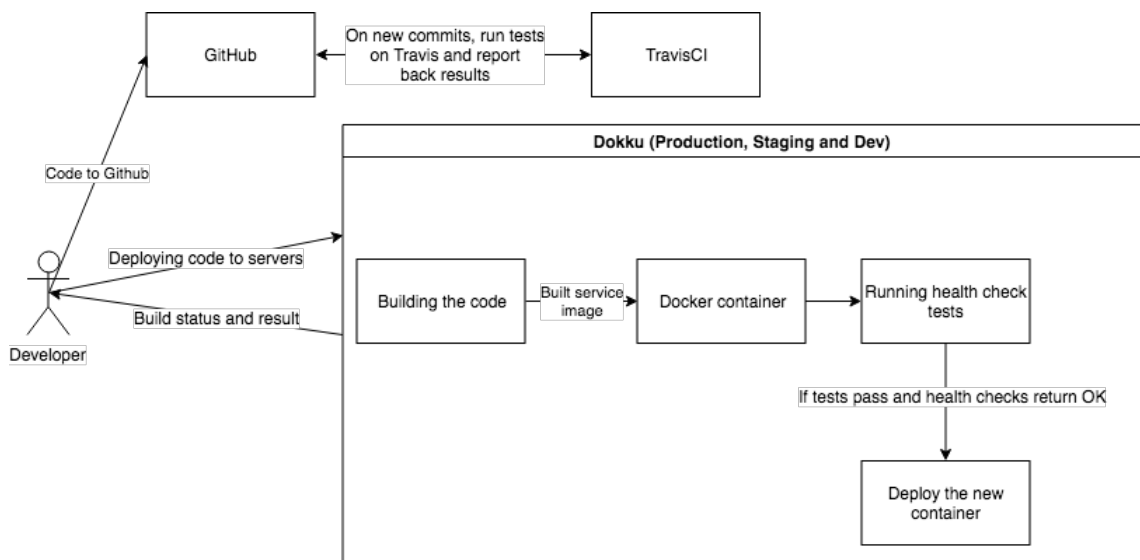 GitHub
On new commits, run tests
on Travis and report
back results
TravisCI
Dokku (Production, Staging and Dev)
Code to Github
Deploying code to servers
Build status and result
Developer
Building the code
Built service
image
Docker container
Running health check
tests
If tests pass and health checks return OK
Deploy the new
container